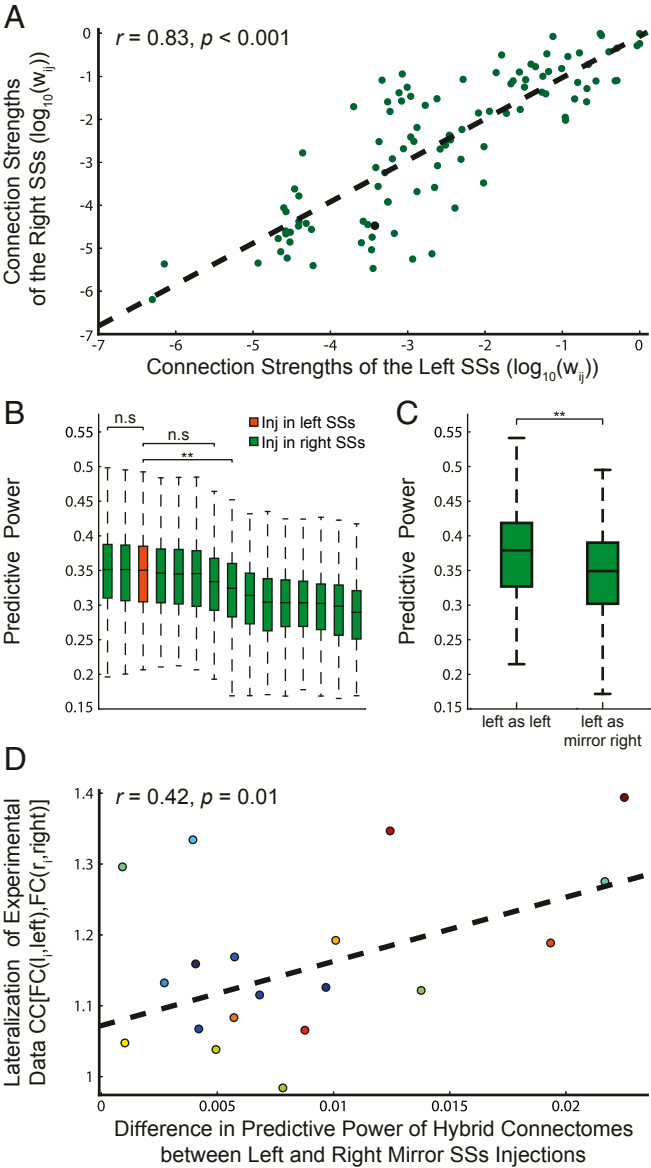 A
r = 0.83, p < 0.001
Connection Strengths
of the Right SSs (log10(wij))
0
-1
-2
-3
-4
-5
-6
-7
-7
-6
-5
-4
-3
-2
-1
0
Connection Strengths of the Left SSs (log10(wij))
B
n.s
n.s
**
Inj in left SSs
Inj in right SSs
Predictive Power
0.55
0.5
0.45
0.4
0.35
0.3
0.25
0.2
0.15
C
**
Predictive Power
0.55
0.5
0.45
0.4
0.35
0.3
0.25
0.2
0.15
left as left
left as
mirror right
D
r = 0.42, p = 0.01
Lateralization of Experimental
Data CC[FC(li,left),FC(ri,right)]
1.4
1.3
1.2
1.1
1
0
0.005
0.01
0.015
0.02
Difference in Predictive Power of Hybrid Connectomes
between Left and Right Mirror SSs Injections